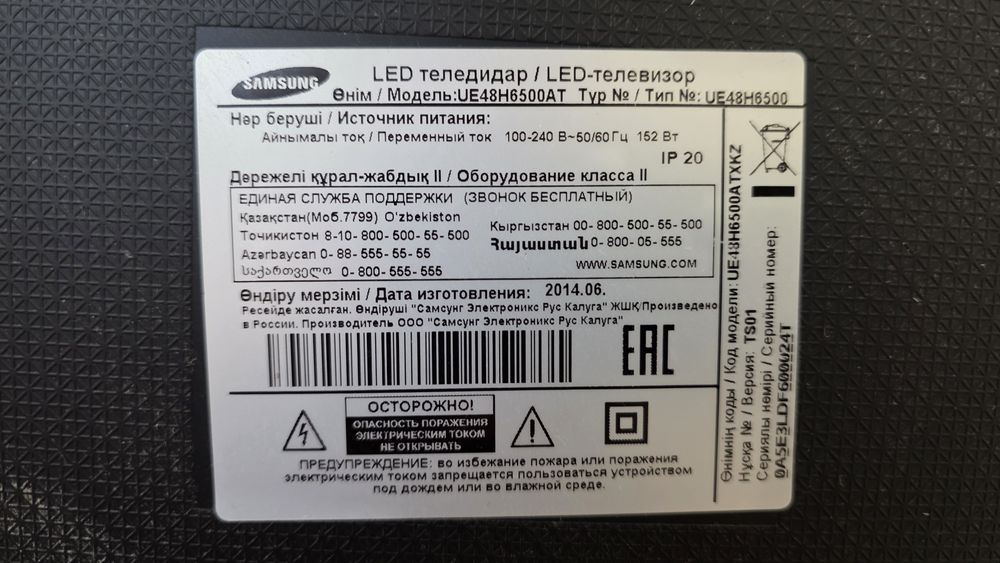 SAMSUNG
LED теледидар / LED-телевизор
Өнім / Модель:UE48H6500AT Түр № / Тип №: UE48H6500
Нәр беруші / Источник питания:
Айнымалы тоқ / Переменный ток 100-240 В~50/60Гц 152 Вт
IP 20
Дәрежелі құрал-жабдық II / Оборудование класса II
ЕДИНАЯ СЛУЖБА ПОДДЕРЖКИ (ЗВОНОК БЕСПЛАТНЫЙ)
Қазақстан(Моб.7799) O'zbekiston
Точикистон 8-10-800-500-55-500
Кыргызстан 00-800-500-55-500
Azərbaycan 0-88-555-55-55
Հայաստան 0-800-05-555
საქართველო 0-800-555-555
WWW.SAMSUNG.COM
Өндіру мерзімі / Дата изготовления: 2014.06.
Ресейде жасалған. Өндіруші "Самсунг Электроникс Рус Калуга" ЖШҚ/Произведено
в России. Производитель ООО "Самсунг Электроникс Рус Калуга"
EAC
ОСТОРОЖНО!
ОПАСНОСТЬ ПОРАЖЕНИЯ
ЭЛЕКТРИЧЕСКИМ ТОКОМ
НЕ ОТКРЫВАТЬ
ПРЕДУПРЕЖДЕНИЕ: во избежание пожара или поражения
электрическим током запрещается пользоваться устройством
под дождем или во влажной среде.
Өнімнің коды / Код модели: UE48H6500ATXKZ
Нұсқа № / Версия: TS01
Сериялы нөмірі / Серийный номер:
0A5E3LDF600024T